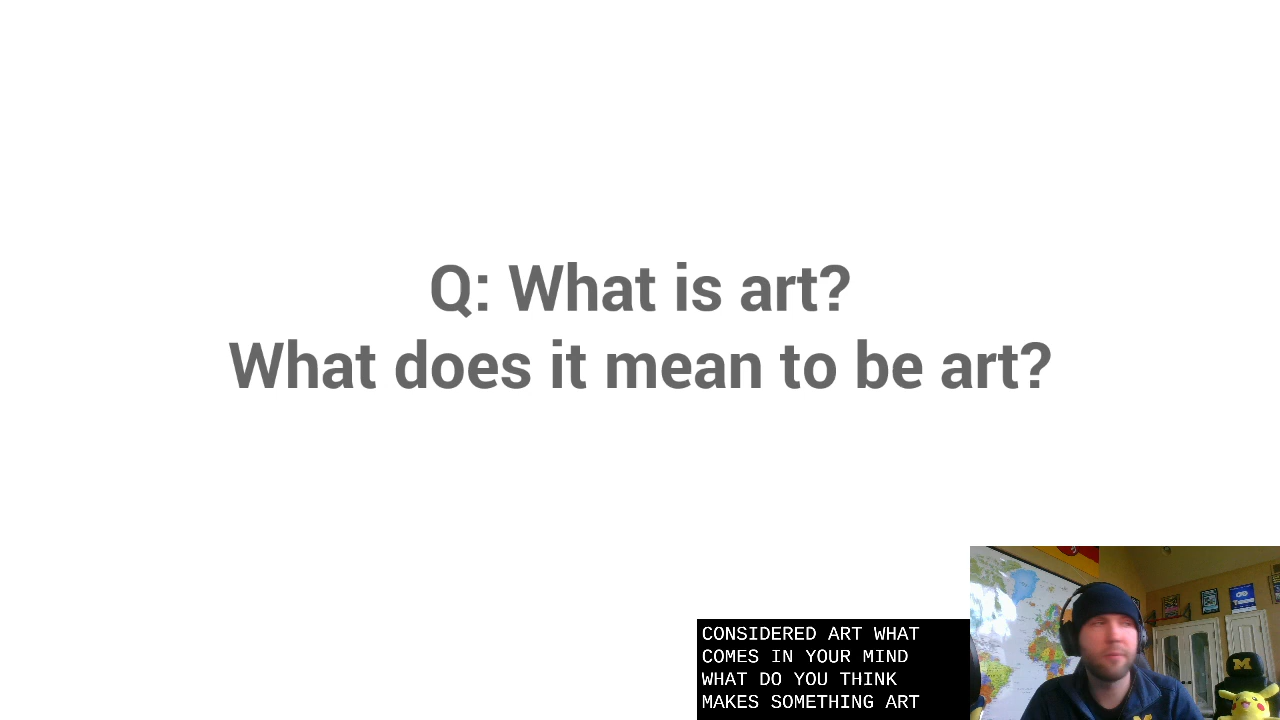 Q: What is art?
What does it mean to be art?
CONSIDERED ART WHAT
COMES IN YOUR MIND
WHAT DO YOU THINK
MAKES SOMETHING ART
M